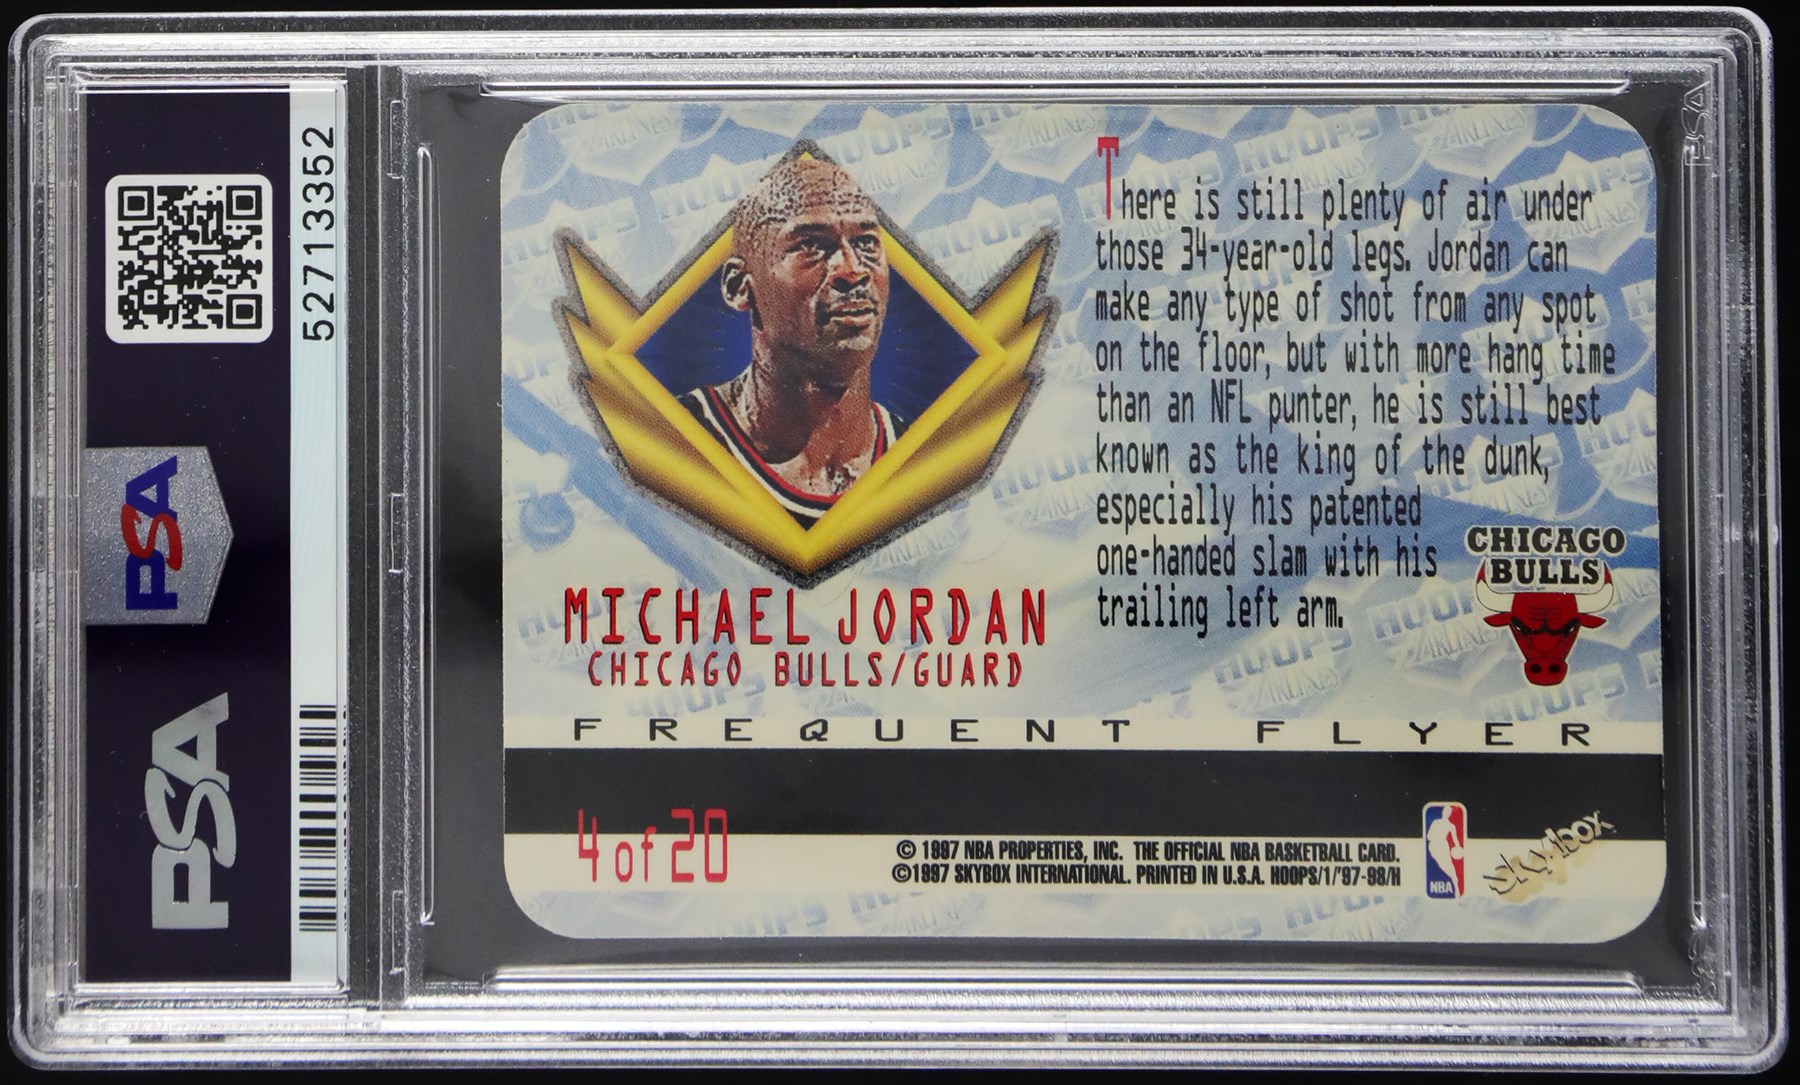 52713352
PSA
PSA
There is still plenty of air under
those 34-year-old legs. Jordan can
make any type of shot from any spot
on the floor, but with more hang time
than an NFL punter, he is still best
known as the king of the dunk,
especially his patented
one-handed slam with his
trailing left arm.
CHICAGO
BULLS
MICHAEL JORDAN
CHICAGO BULLS/GUARD
FREQUENT FLYER
4 of 20
© 1997 NBA PROPERTIES, INC. THE OFFICIAL NBA BASKETBALL CARD.
©1997 SKYBOX INTERNATIONAL. PRINTED IN U.S.A. HOOPS/1/'97-98/H
NBA
Skybox
HOOPS
AIRLINES
PSA